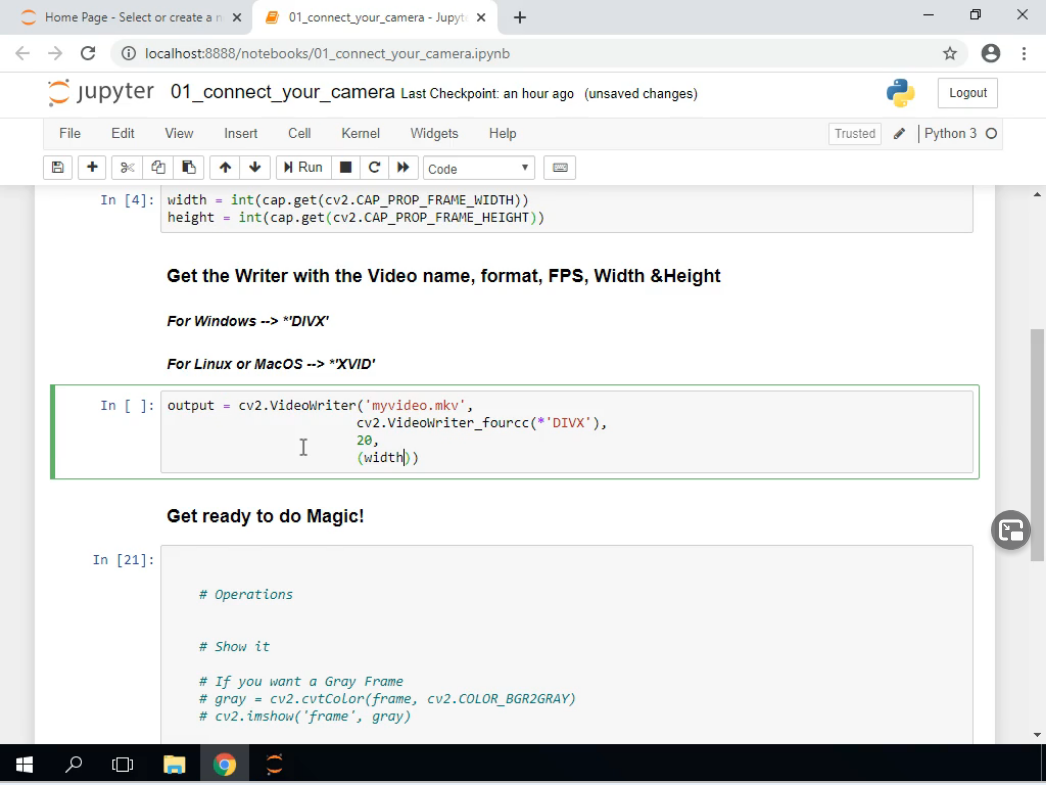 Home Page - Select or create a n
01_connect_your_camera - Jupyt
localhost:8888/notebooks/01_connect_your_camera.ipynb
jupyter 01_connect_your_camera Last Checkpoint: an hour ago (unsaved changes)
Logout
File Edit View Insert Cell Kernel Widgets Help
Trusted
Python 3
Run
Code
In [4]: width = int(cap.get(cv2.CAP_PROP_FRAME_WIDTH))
height = int(cap.get(cv2.CAP_PROP_FRAME_HEIGHT))
Get the Writer with the Video name, format, FPS, Width &Height
For Windows --> *'DIVX'
For Linux or MacOS --> *'XVID'
In [ ]: output = cv2.VideoWriter('myvideo.mkv',
cv2.VideoWriter_fourcc(*'DIVX'),
20,
(width))
Get ready to do Magic!
In [21]:
# Operations
# Show it
# If you want a Gray Frame
# gray = cv2.cvtColor(frame, cv2.COLOR_BGR2GRAY)
# cv2.imshow('frame', gray)